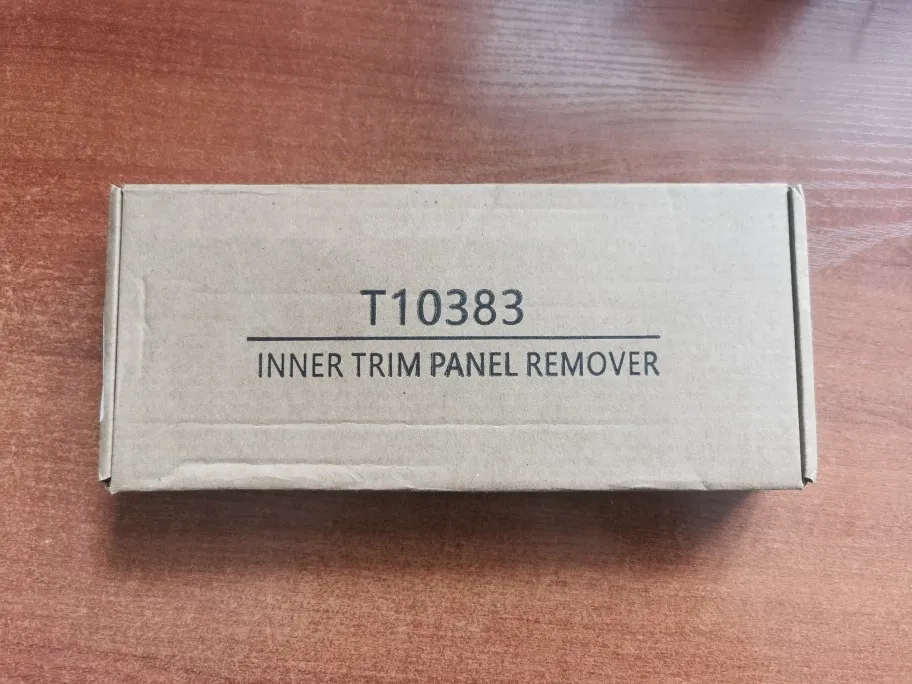 T10383
INNER TRIM PANEL REMOVER